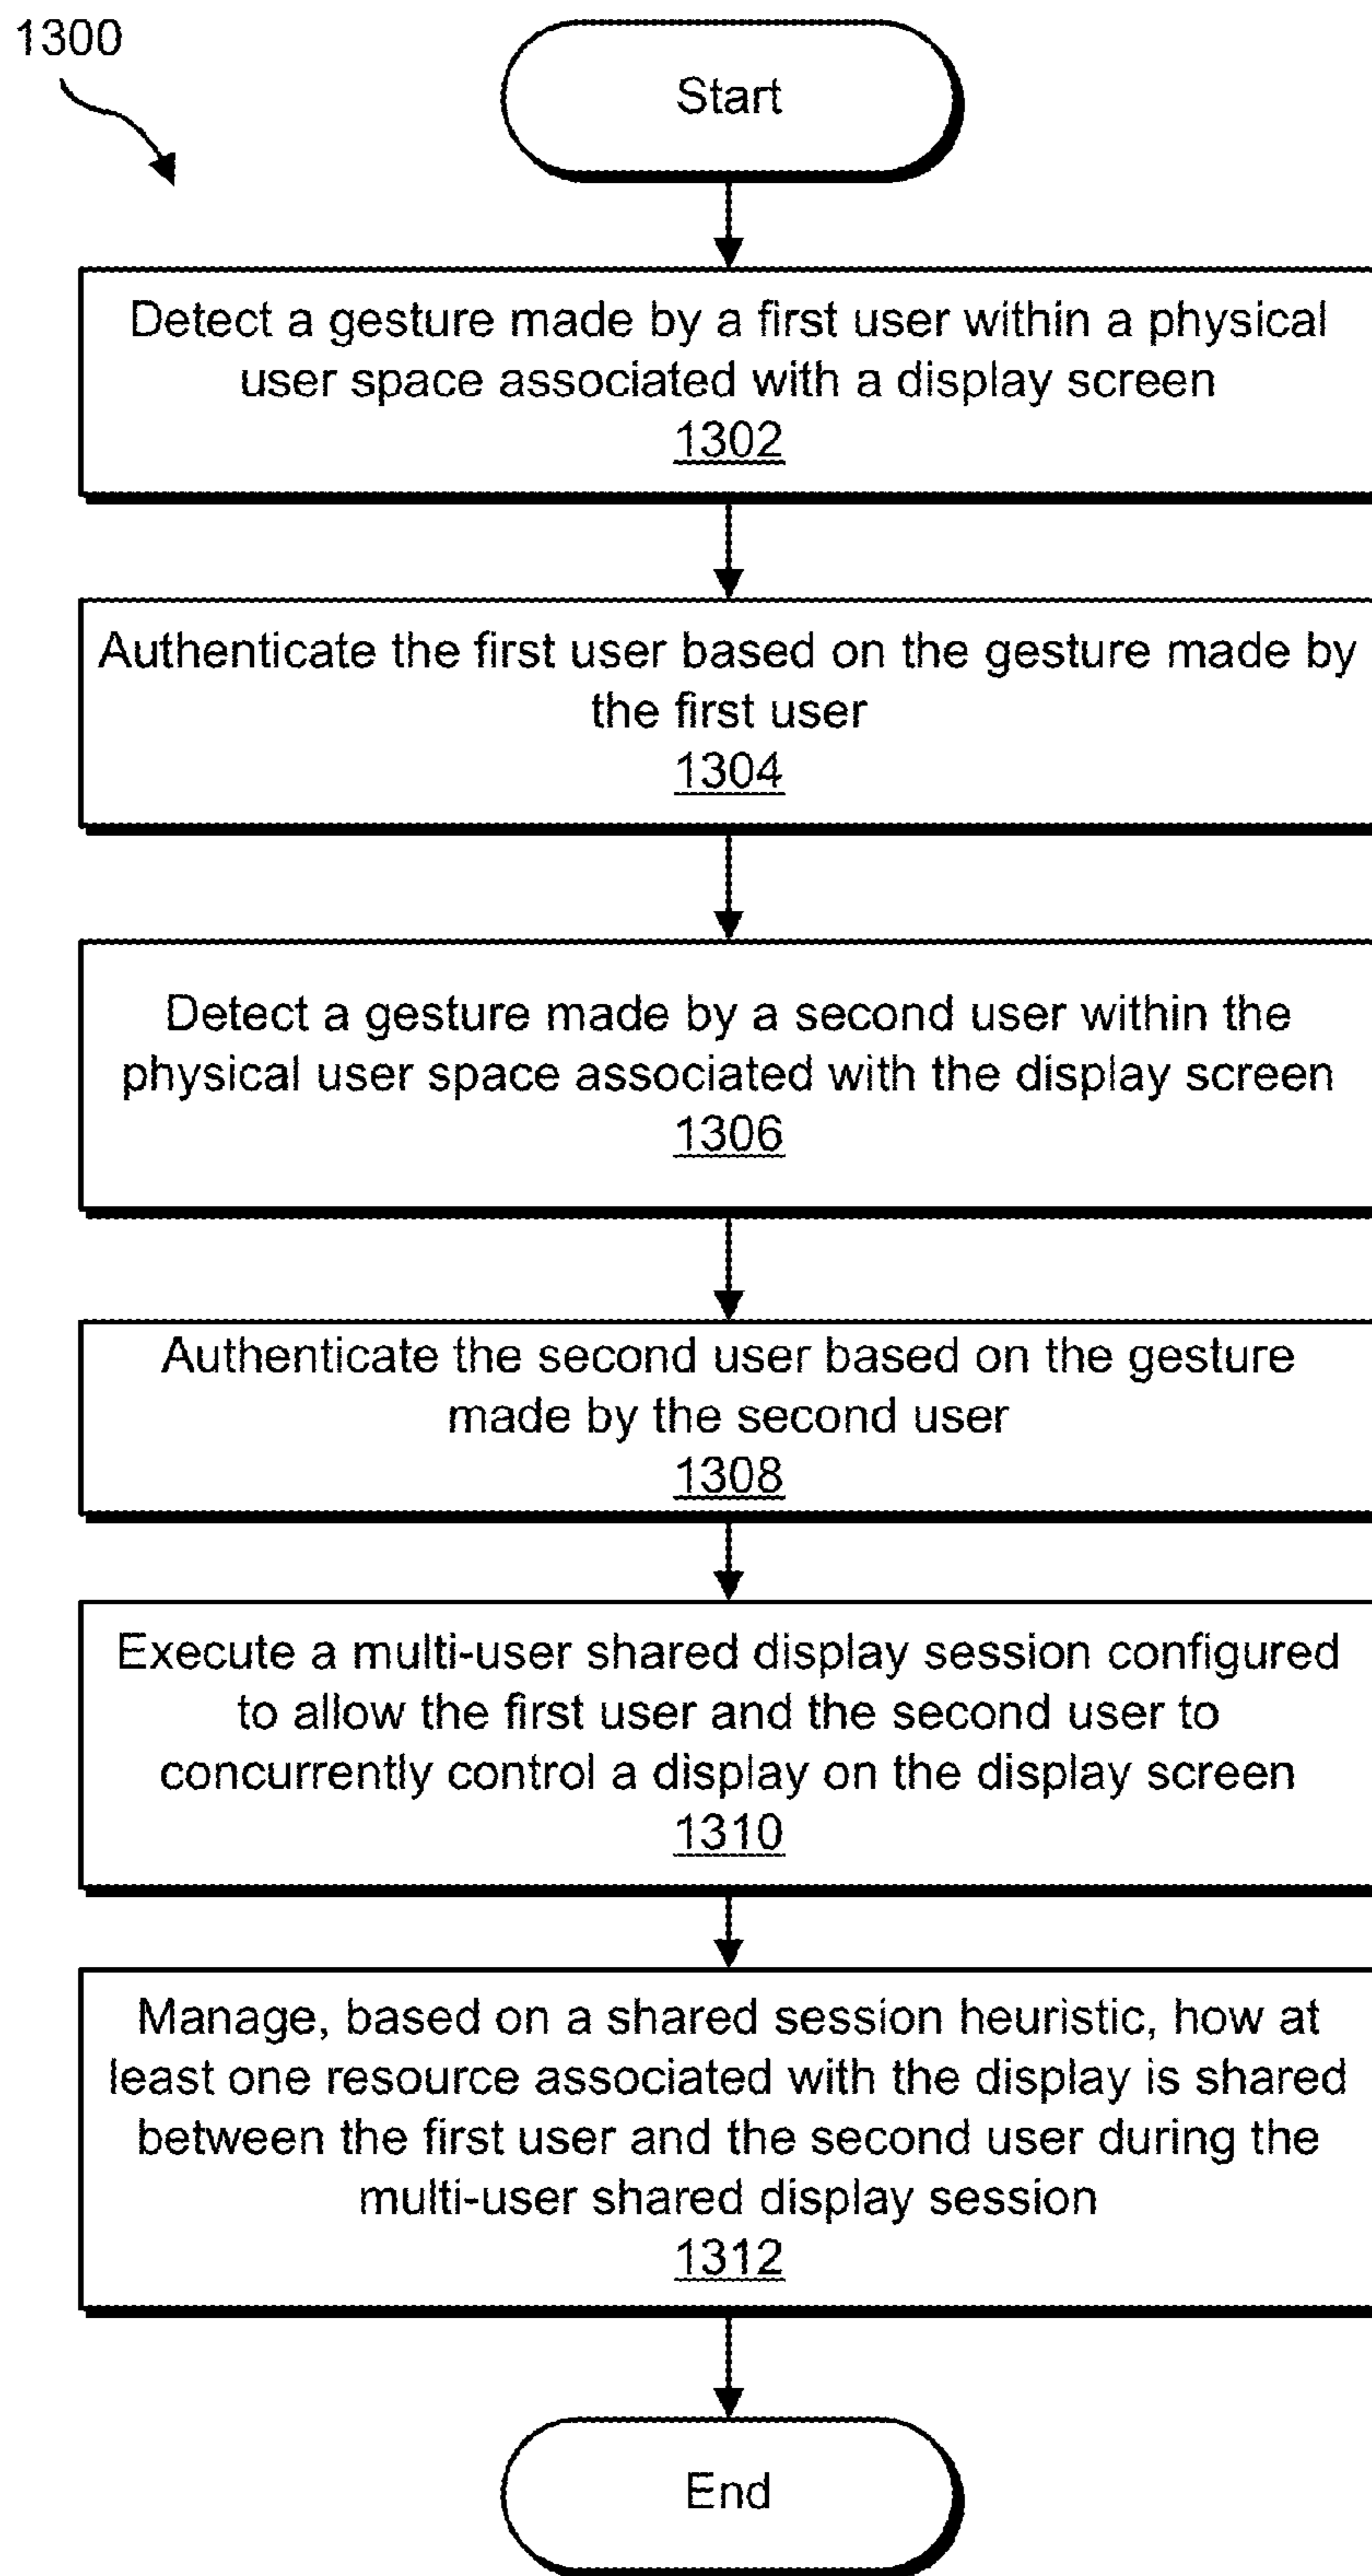 1300
Start
Detect a gesture made by a first user within a physical
user space associated with a display screen
1302
Authenticate the first user based on the gesture made by
the first user
1304
Detect a gesture made by a second user within the
physical user space associated with the display screen
1306
Authenticate the second user based on the gesture
made by the second user
1308
Execute a multi-user shared display session configured
to allow the first user and the second user to
concurrently control a display on the display screen
1310
Manage, based on a shared session heuristic, how at
least one resource associated with the display is shared
between the first user and the second user during the
multi-user shared display session
1312
End